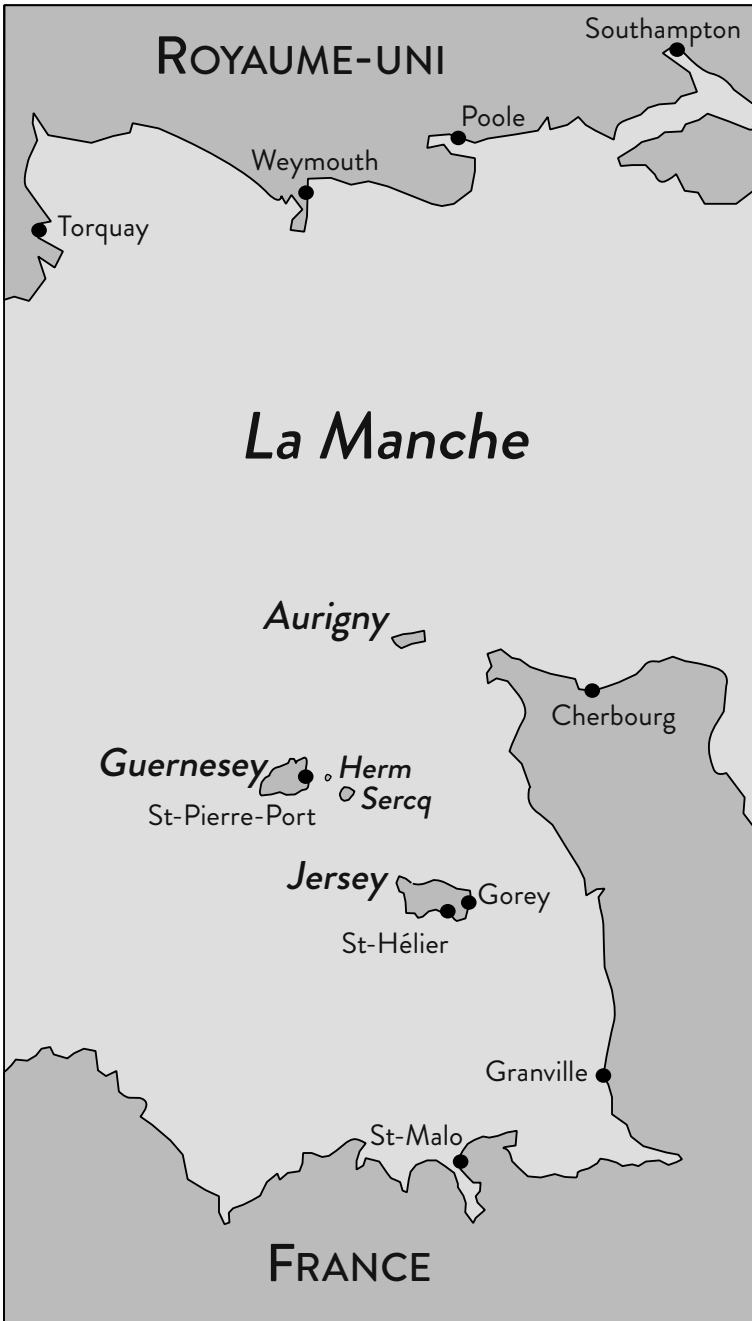 Southampton
ROYAUME-UNI
Poole
Weymouth
Torquay
La Manche
Aurigny
Cherbourg
Guernesey
Herm
Sercq
St-Pierre-Port
Jersey
Gorey
St-Hélier
Granville
St-Malo
FRANCE